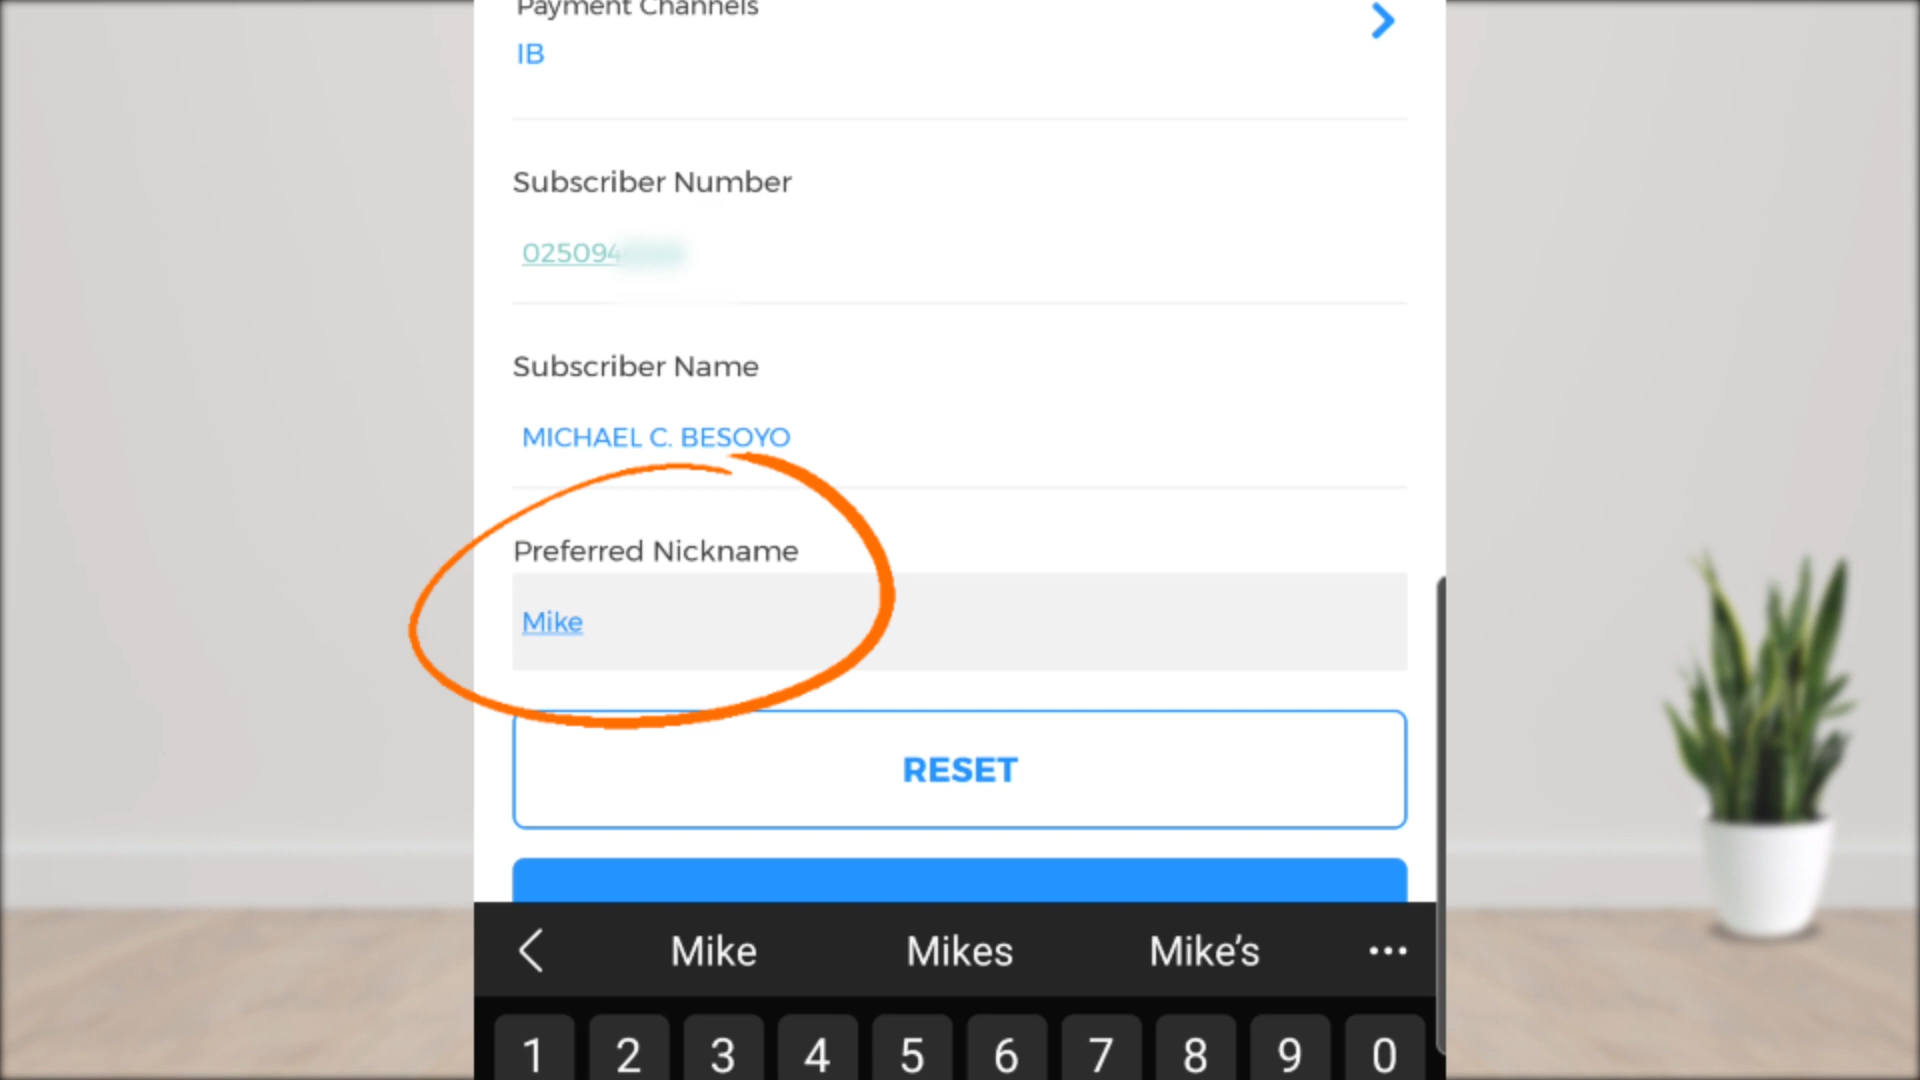 Payment Channels
IB
Subscriber Number
025094
Subscriber Name
MICHAEL C. BESOYO
Preferred Nickname
Mike
RESET
Mike Mikes Mike's
1 2 3 4 5 6 7 8 9 0